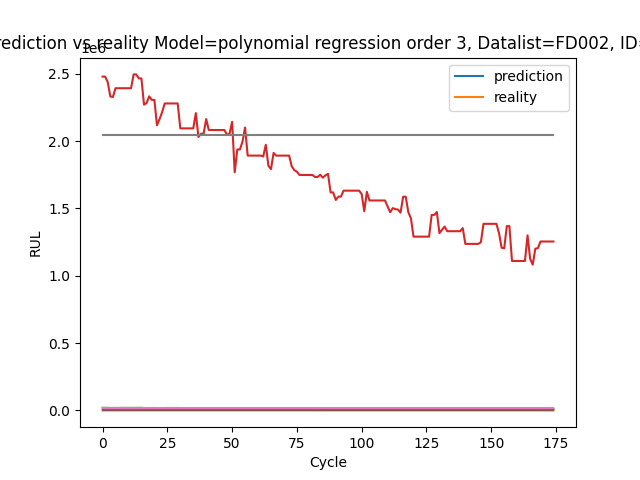 rediction vs reality Model=polynomial regression order 3, Datalist=FD002, ID=
1e6
2.5
2.0
1.5
1.0
0.5
0.0
RUL
prediction
reality
0 25 50 75 100 125 150 175
Cycle